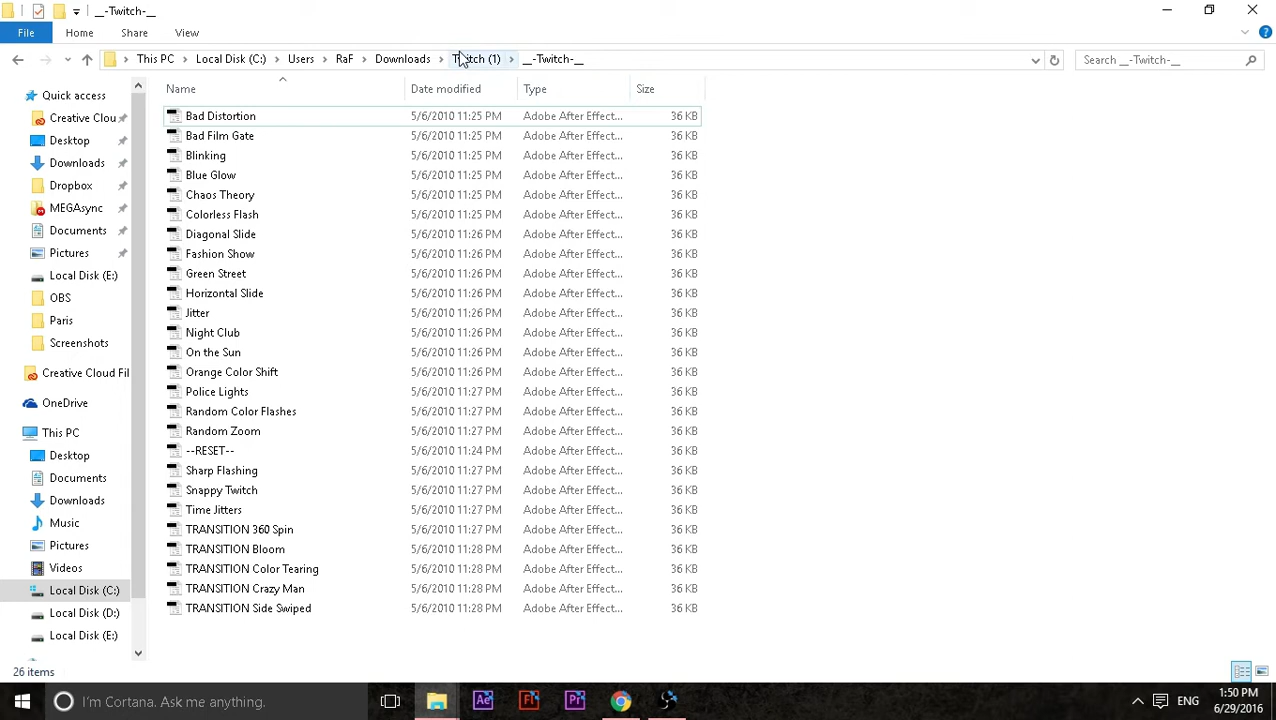 __-Twitch-__
File Home Share View
This PC Local Disk (C:) Users RaF Downloads Twitch (1) __-Twitch-__ Search __-Twitch-__
Name Date modified Type Size
Quick access
Creative Clou
Desktop
Downloads
Dropbox
Documents
Pictures
Local Disk (E:)
OBS
Paris
Screenshots
Creative Cloud Fil
OneDrive
This PC
Desktop
Documents
Downloads
Music
Pictures
Videos
Local Disk (C:)
Local Disk (D:)
Local Disk (E:)
Bad Distortion 5/6/2010 11:25 PM Adobe After Effect... 36 KB
Bad Film Gate 5/6/2010 11:25 PM Adobe After Effect... 36 KB
Blinking 5/6/2010 11:25 PM Adobe After Effect... 36 KB
Blue Glow 5/6/2010 11:25 PM Adobe After Effect... 36 KB
Chaos Theory 5/6/2010 11:25 PM Adobe After Effect... 36 KB
Colorless Flash 5/6/2010 11:25 PM Adobe After Effect... 36 KB
Diagonal Slide 5/6/2010 11:26 PM Adobe After Effect... 36 KB
Fashion Show 5/6/2010 11:26 PM Adobe After Effect... 36 KB
Green Street 5/6/2010 11:26 PM Adobe After Effect... 36 KB
Horizontal Slide 5/6/2010 11:26 PM Adobe After Effect... 36 KB
Jitter 5/6/2010 11:26 PM Adobe After Effect... 36 KB
Night Club 5/6/2010 11:26 PM Adobe After Effect... 36 KB
On the Sun 5/6/2010 11:26 PM Adobe After Effect... 36 KB
Orange Color Shift 5/6/2010 11:26 PM Adobe After Effect... 36 KB
Police Lights 5/6/2010 11:27 PM Adobe After Effect... 36 KB
Random Color Flashes 5/6/2010 11:27 PM Adobe After Effect... 36 KB
Random Zoom 5/6/2010 11:27 PM Adobe After Effect... 36 KB
--RESET-- 5/6/2010 11:24 PM Adobe After Effect... 36 KB
Sharp Flashing 5/6/2010 11:27 PM Adobe After Effect... 36 KB
Snappy Twitch 5/6/2010 11:27 PM Adobe After Effect... 36 KB
Time Jitters 5/6/2010 11:27 PM Adobe After Effect... 36 KB
TRANSITION 360 Spin 5/6/2010 11:27 PM Adobe After Effect... 36 KB
TRANSITION Bloom 5/6/2010 11:28 PM Adobe After Effect... 36 KB
TRANSITION Color Tearing 5/6/2010 11:28 PM Adobe After Effect... 36 KB
TRANSITION Crazy Man 5/6/2010 11:28 PM Adobe After Effect... 36 KB
TRANSITION Side Swiped 5/6/2010 11:28 PM Adobe After Effect... 36 KB
26 items
I'm Cortana. Ask me anything. Ae Fl Pr ENG
1:50 PM
6/29/2016